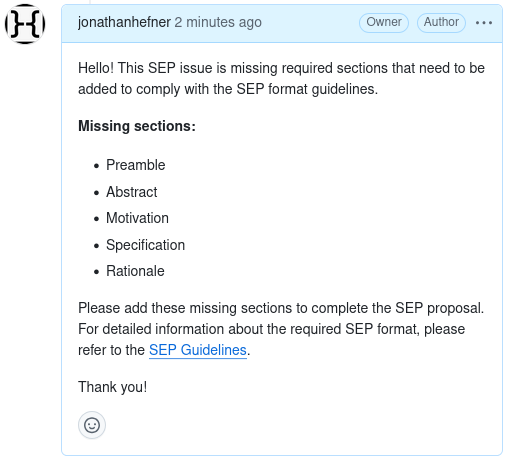 jonathanhefner 2 minutes ago Owner Author
Hello! This SEP issue is missing required sections that need to be
added to comply with the SEP format guidelines.
Missing sections:
• Preamble
• Abstract
• Motivation
• Specification
• Rationale
Please add these missing sections to complete the SEP proposal.
For detailed information about the required SEP format, please
refer to the SEP Guidelines.
Thank you!